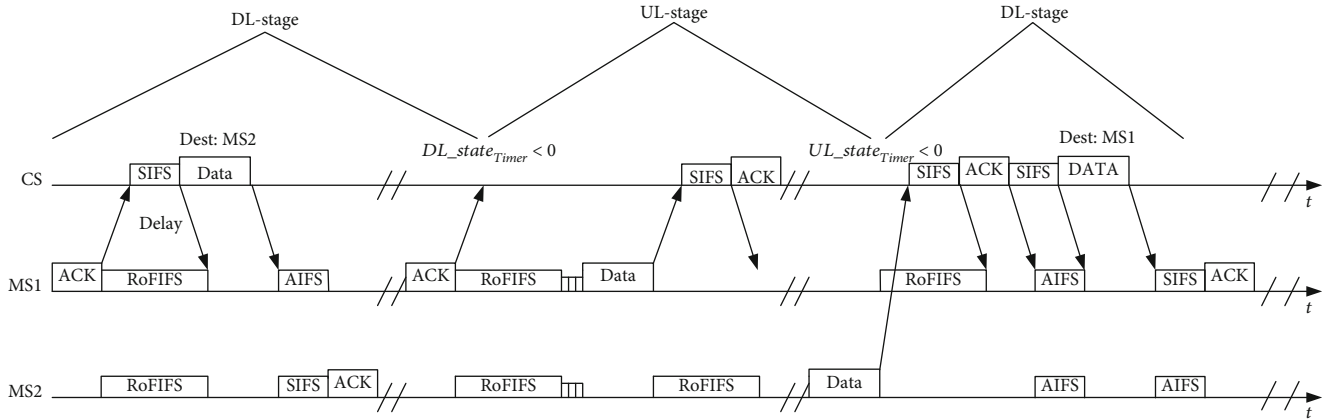 DL-stage
UL-stage
DL-stage
Dest: MS2
DL_state_Timer < 0
UL_state_Timer < 0
Dest: MS1
CS
SIFS
Data
SIFS
ACK
SIFS
ACK
SIFS
DATA
t
Delay
MS1
ACK
RoFIFS
AIFS
ACK
RoFIFS
Data
RoFIFS
AIFS
SIFS
ACK
t
MS2
RoFIFS
SIFS
ACK
RoFIFS
RoFIFS
Data
AIFS
AIFS
t